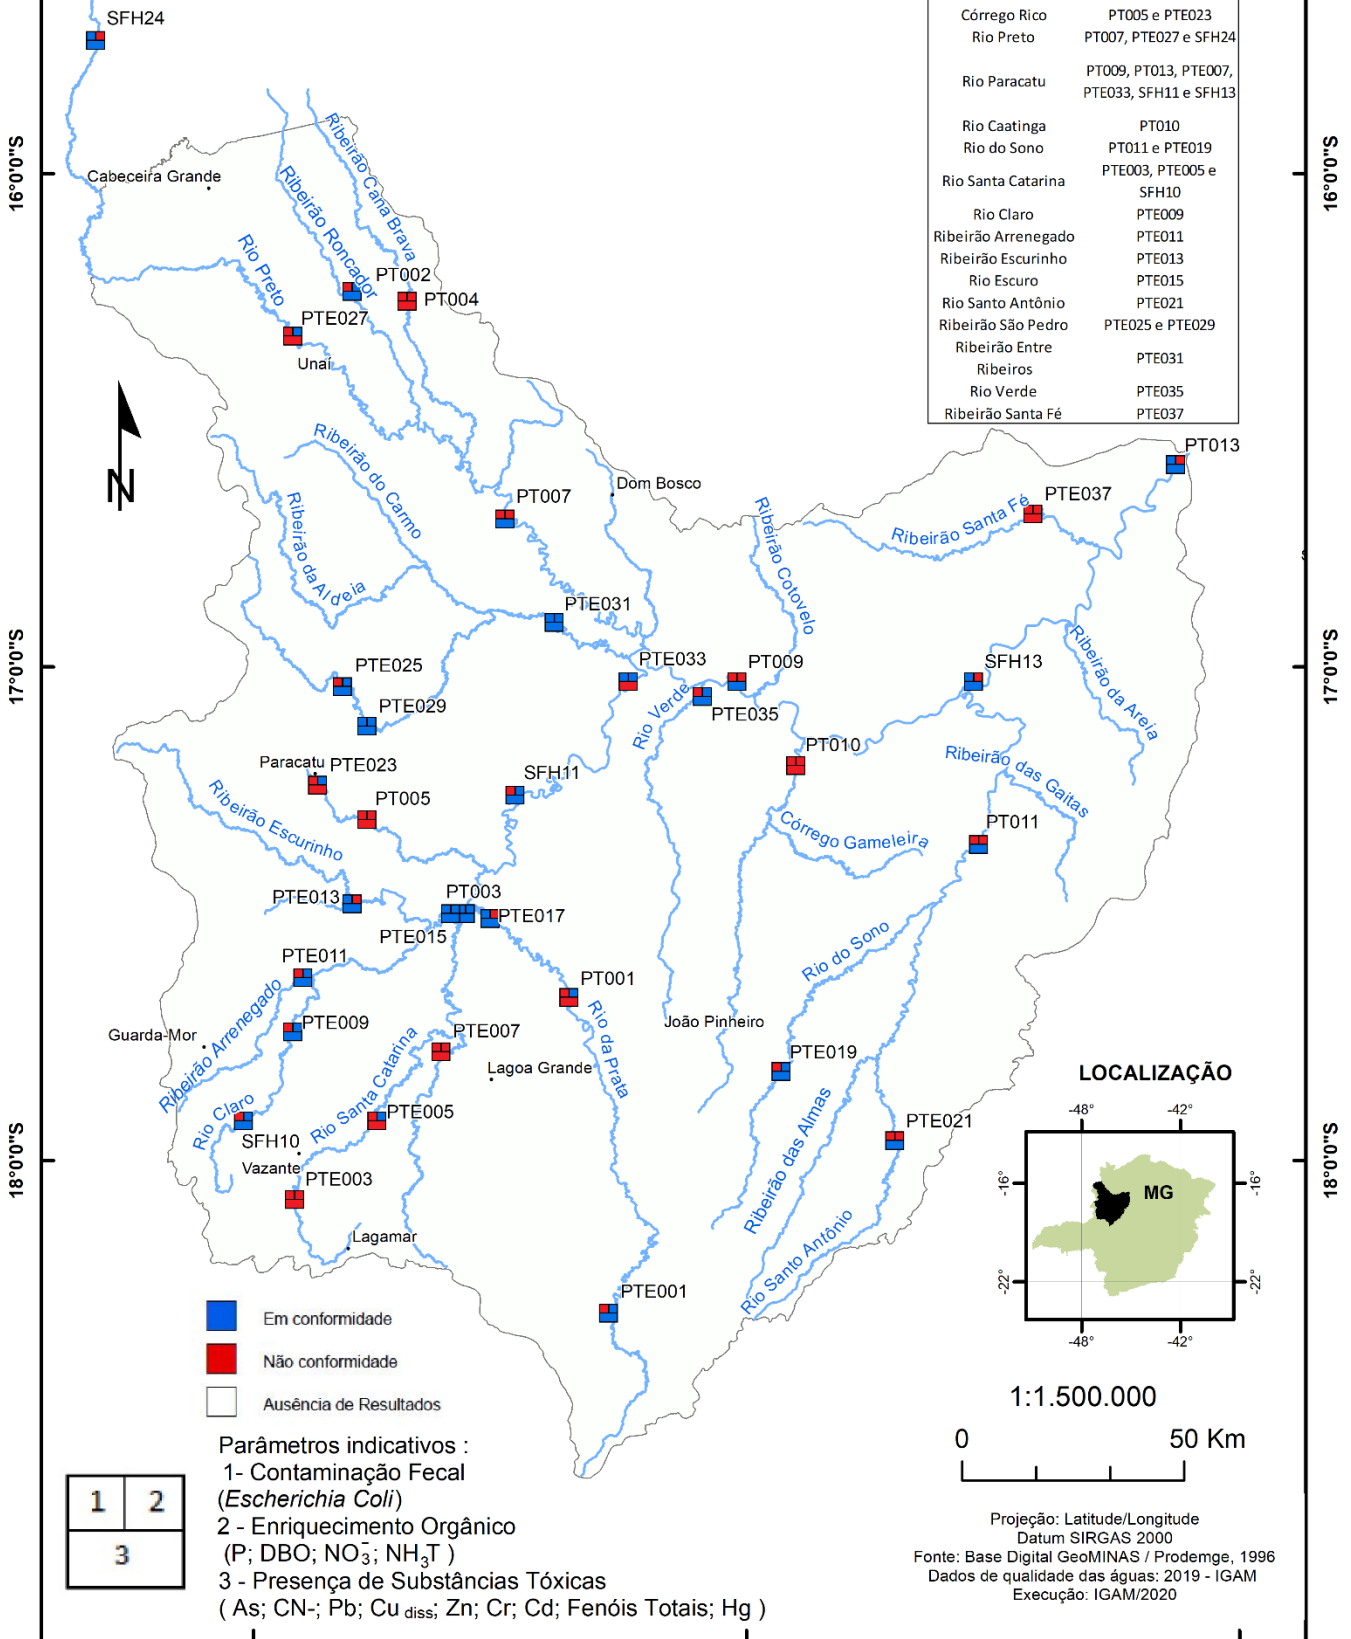 SFH24
Córrego Rico PT005 e PTE023
Rio Preto PT007, PTE027 e SFH24
Rio Paracatu PT009, PT013, PTE007,
PTE033, SFH11 e SFH13
Rio Caatinga PT010
Rio do Sono PT011 e PTE019
Rio Santa Catarina PTE003, PTE005 e
SFH10
Rio Claro PTE009
Ribeirão Arrenegado PTE011
Ribeirão Escurinho PTE013
Rio Escuro PTE015
Rio Santo Antônio PTE021
Ribeirão São Pedro PTE025 e PTE029
Ribeirão Entre
Ribeiros PTE031
Rio Verde PTE035
Ribeirão Santa Fé PTE037
16°0'0"S
16°0'0"S
Cabeceira Grande
Ribeirão Cana Brava
Ribeirão Roncador
Rio Preto
PT002
PT004
PTE027
Unaí
N
Ribeirão do Carmo
Ribeirão da Aldeia
PT007
Dom Bosco
Ribeirão Cotovelo
Ribeirão Santa Fé
PTE037
PT013
PTE031
17°0'0"S
17°0'0"S
PTE025
PTE029
PTE033
PT009
Rio Verde
PTE035
SFH13
Ribeirão da Areia
PT010
Ribeirão das Gaitas
Paracatu
PTE023
PT005
SFH11
Ribeirão Escurinho
Córrego Gameleira
PT011
PTE013
PT003
PTE017
PTE015
PTE011
Rio do Sono
PT001
Rio da Prata
Ribeirão Arrenegado
PTE009
Guarda-Mor
João Pinheiro
PTE007
Lagoa Grande
PTE019
Rio Claro
Rio Santa Catarina
PTE005
SFH10
Vazante
PTE003
Lagamar
Ribeirão das Almas
PTE021
Rio Santo Antônio
PTE001
18°0'0"S
18°0'0"S
LOCALIZAÇÃO
-48° -42°
-16° MG -16°
-22° -22°
-48° -42°
Em conformidade
Não conformidade
Ausência de Resultados
1:1.500.000
0 50 Km
Parâmetros indicativos :
1- Contaminação Fecal
(Escherichia Coli)
2 - Enriquecimento Orgânico
(P; DBO; NO₃⁻; NH₃T )
3 - Presença de Substâncias Tóxicas
( As; CN-; Pb; Cu diss; Zn; Cr; Cd; Fenóis Totais; Hg )
1 2
3
Projeção: Latitude/Longitude
Datum SIRGAS 2000
Fonte: Base Digital GeoMINAS / Prodemge, 1996
Dados de qualidade das águas: 2019 - IGAM
Execução: IGAM/2020